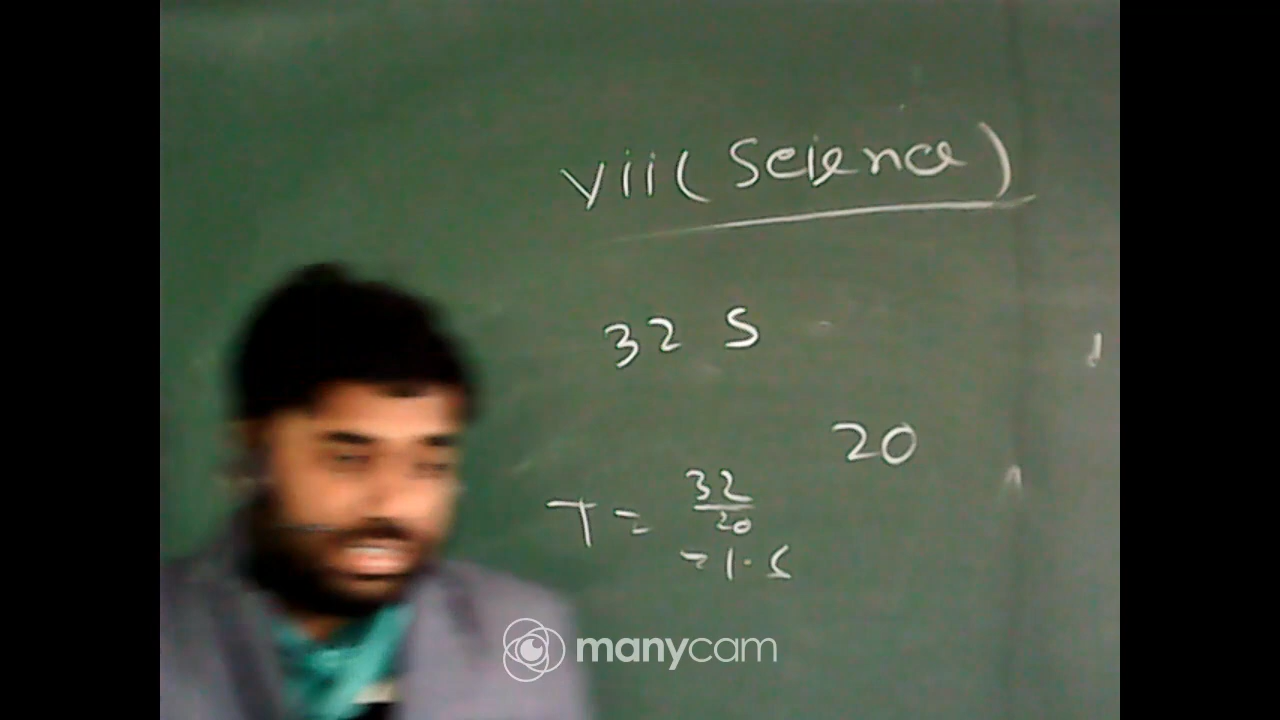 vii (Science)
32 S
20
T = 32/20
= 1.5
manycam